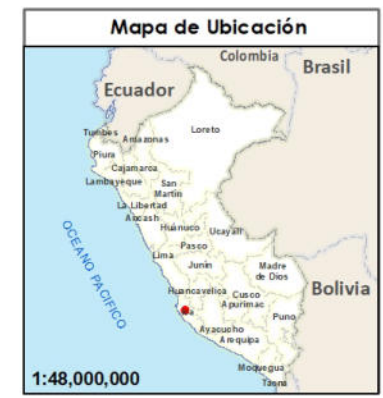 Mapa de Ubicación
Colombia
Brasil
Ecuador
Tumbes
Amazonas
Loreto
Piura
Cajamarca
Lambayeque
San
Martin
La Libertad
Ancash
Huánuco
Ucayali
Pasco
OCEANO PACIFICO
Lima
Junín
Madre
de Dios
Huancavelica
Cusco
Apurimac
Bolivia
Puno
Ayacucho
Arequipa
Moquegua
Tacna
1:48,000,000